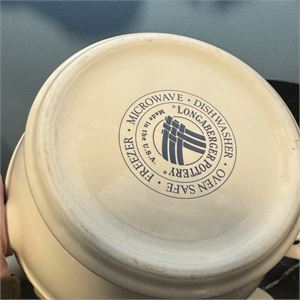 MICROWAVE • DISHWASHER • OVEN SAFE • FREEZER •
LONGABERGER POTTERY®
Made in the U.S.A.